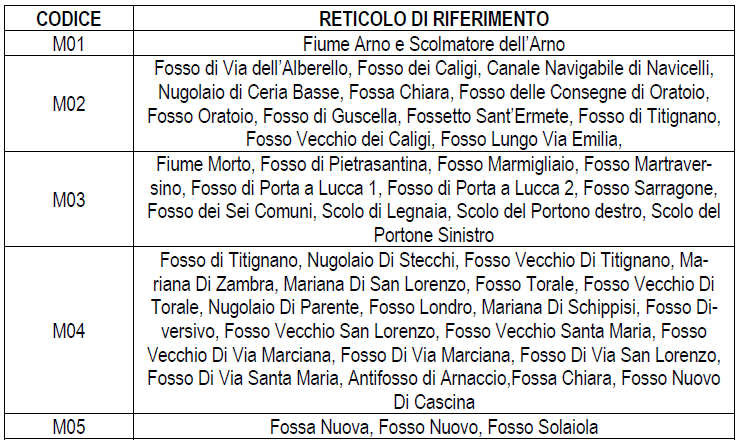 CODICE RETICOLO DI RIFERIMENTO
M01 Fiume Arno e Scolmatore dell'Arno
Fosso di Via dell'Alberello, Fosso dei Caligi, Canale Navigabile di Navicelli,
Nugolaio di Ceria Basse, Fossa Chiara, Fosso delle Consegne di Oratoio,
M02 Fosso Oratoio, Fosso di Guscella, Fossetto Sant'Ermete, Fosso di Titignano,
Fosso Vecchio dei Caligi, Fosso Lungo Via Emilia,
Fiume Morto, Fosso di Pietrasantina, Fosso Marmigliaio, Fosso Martraver-
sino, Fosso di Porta a Lucca 1, Fosso di Porta a Lucca 2, Fosso Sarragone,
M03 Fosso dei Sei Comuni, Scolo di Legnaia, Scolo del Portono destro, Scolo del
Portone Sinistro
Fosso di Titignano, Nugolaio Di Stecchi, Fosso Vecchio Di Titignano, Ma-
riana Di Zambra, Mariana Di San Lorenzo, Fosso Torale, Fosso Vecchio Di
Torale, Nugolaio Di Parente, Fosso Londro, Mariana Di Schippisi, Fosso Di-
M04 versivo, Fosso Vecchio San Lorenzo, Fosso Vecchio Santa Maria, Fosso
Vecchio Di Via Marciana, Fosso Di Via Marciana, Fosso Di Via San Lorenzo,
Fosso Di Via Santa Maria, Antifosso di Arnaccio,Fossa Chiara, Fosso Nuovo
Di Cascina
M05 Fossa Nuova, Fosso Nuovo, Fosso Solaiola